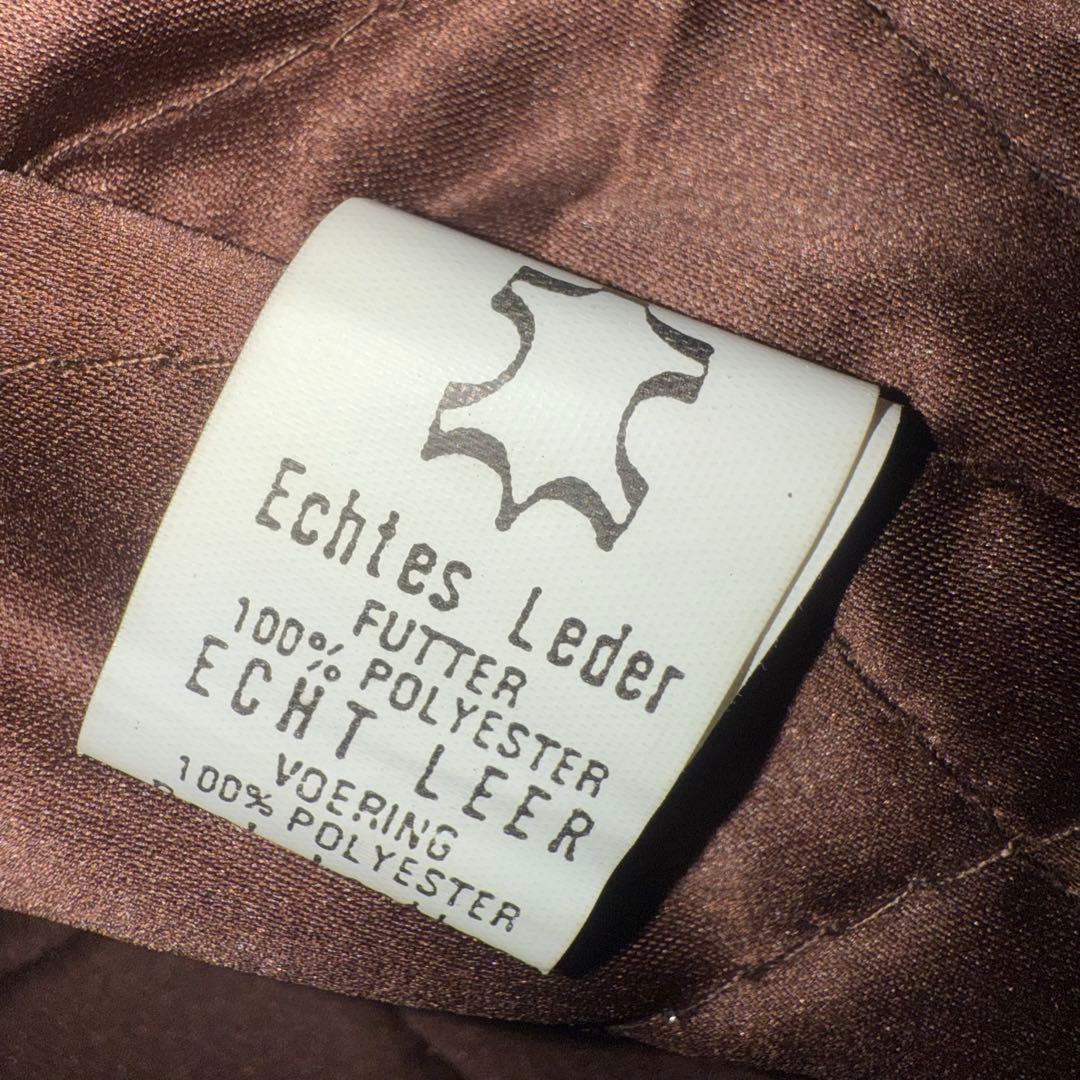 Echtes Leder
FUTTER
100% POLYESTER
ECHT LEER
VOERING
100% POLYESTER